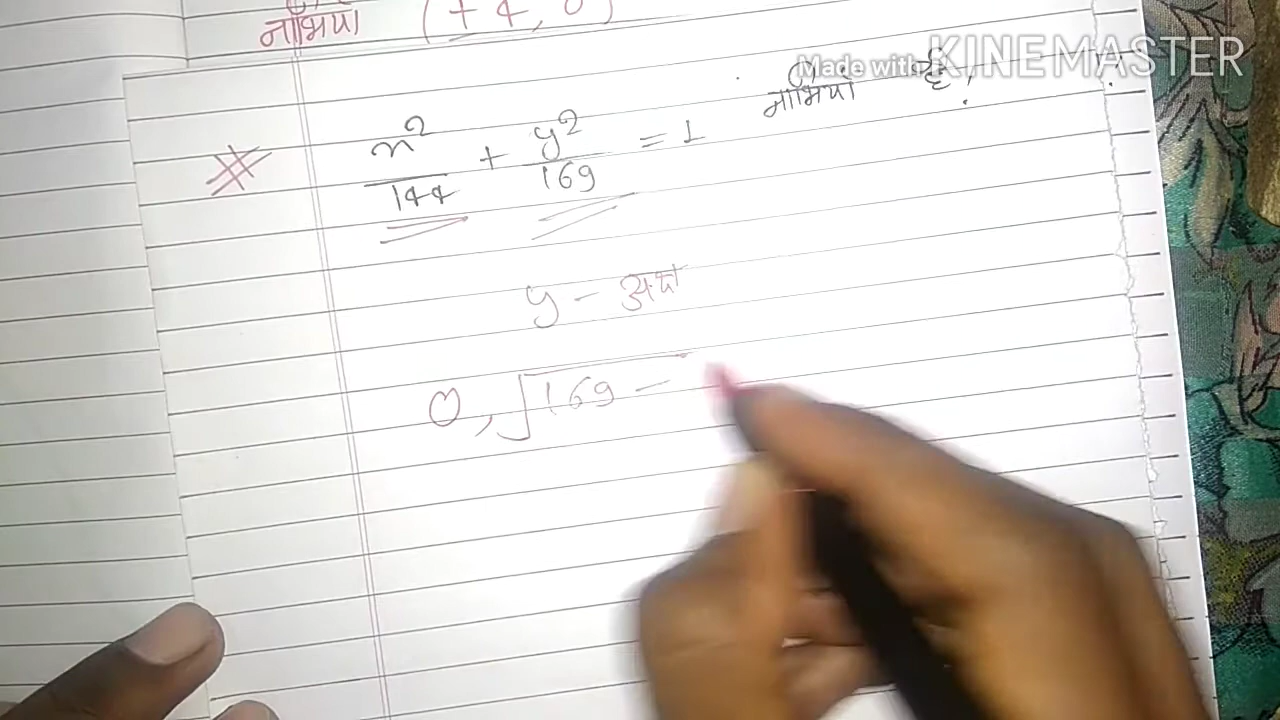 नाभियाँ (±4, 0)
Made with KINEMASTER
x²/144 + y²/169 = 1 नाभियाँ है,
y - अक्ष
0, √169 -